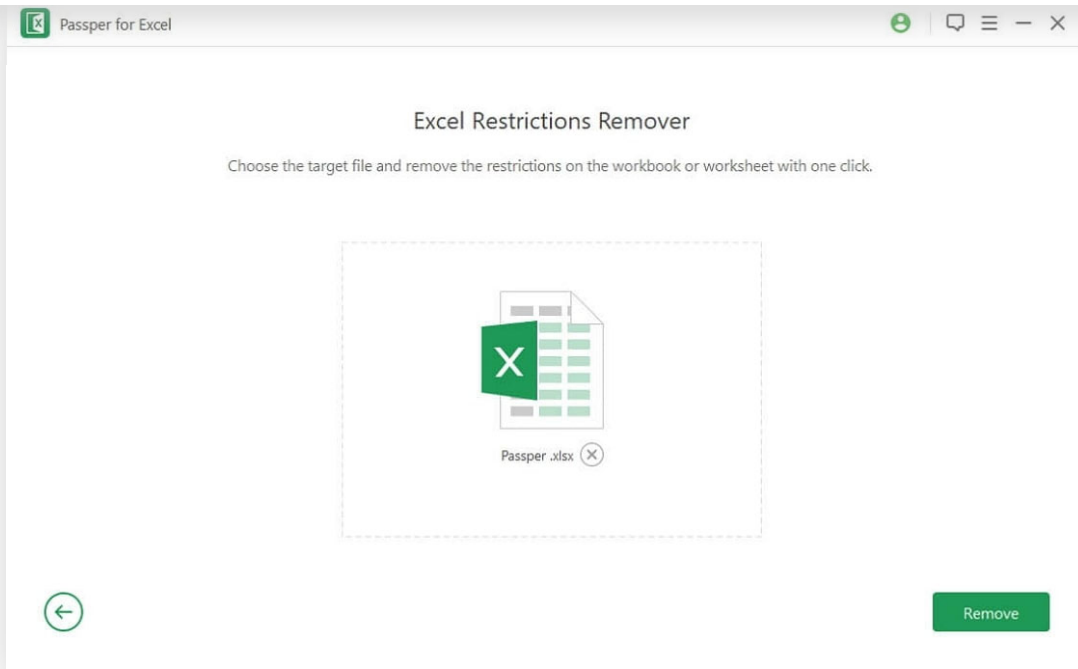 Passper for Excel
Excel Restrictions Remover
Choose the target file and remove the restrictions on the workbook or worksheet with one click.
X
Passper .xlsx
Remove